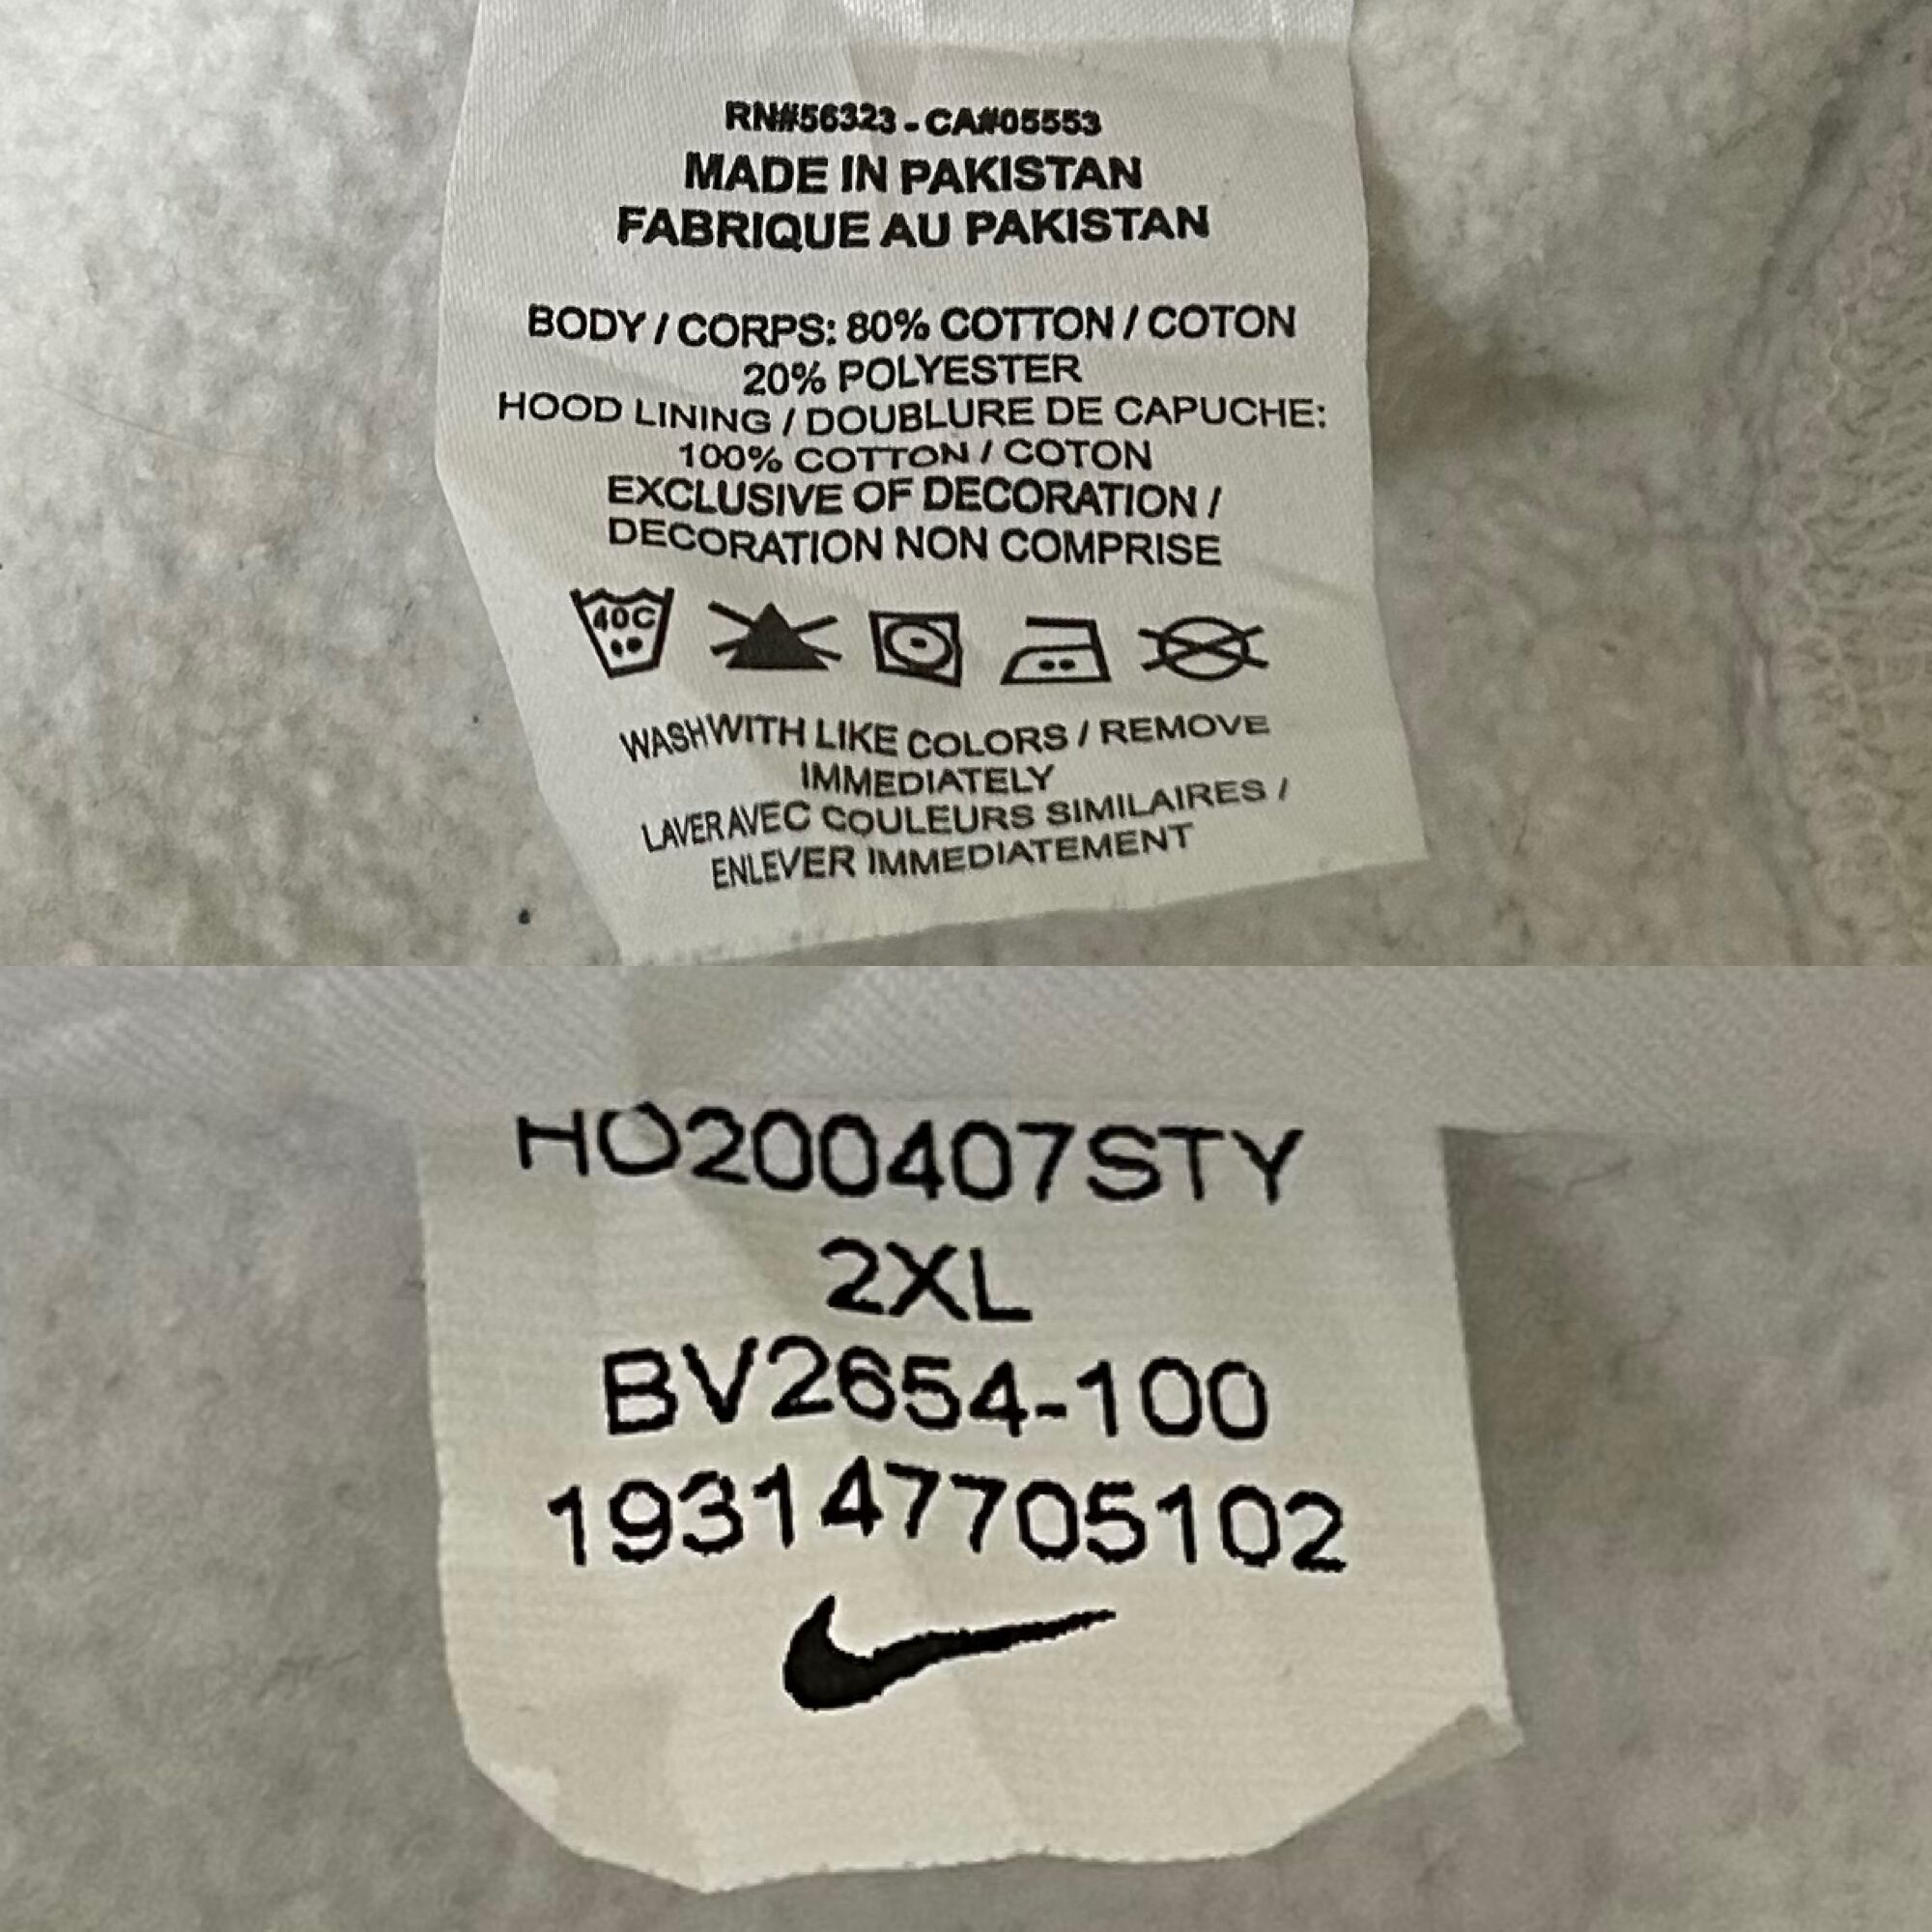 RN#56323 - CA#05553
MADE IN PAKISTAN
FABRIQUE AU PAKISTAN
BODY / CORPS: 80% COTTON / COTON
20% POLYESTER
HOOD LINING / DOUBLURE DE CAPUCHE:
100% COTTON / COTON
EXCLUSIVE OF DECORATION /
DECORATION NON COMPRISE
40C
WASH WITH LIKE COLORS / REMOVE
IMMEDIATELY
LAVER AVEC COULEURS SIMILAIRES /
ENLEVER IMMEDIATEMENT
HO200407STY
2XL
BV2654-100
193147705102